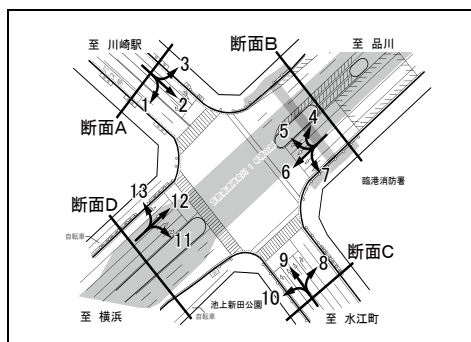 至 川崎駅
断面B
至 品川
3
1
2
断面A
4
5
6
7
臨港消防署
13
12
断面D
11
自転車
断面C
9
8
10
池上新田公園
至 横浜
自転車
至 水江町